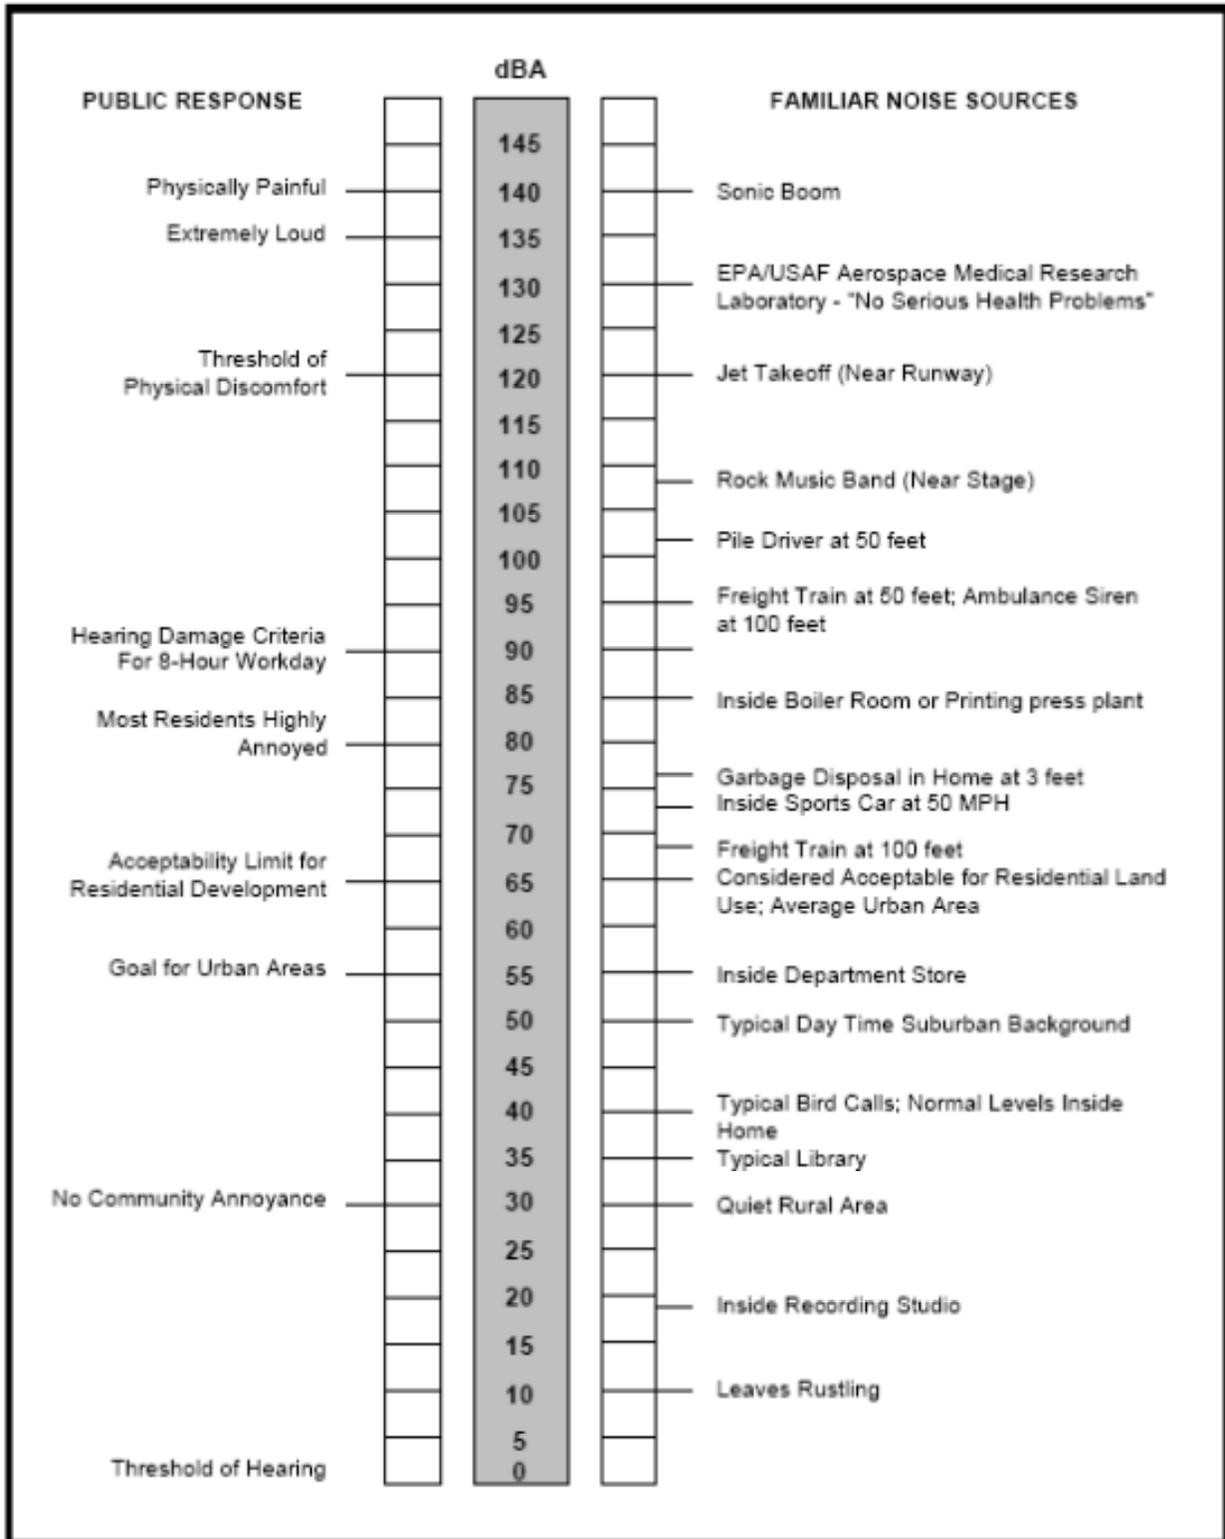 dBA
PUBLIC RESPONSE
FAMILIAR NOISE SOURCES
145
Physically Painful
140
Sonic Boom
Extremely Loud
135
EPA/USAF Aerospace Medical Research
130
Laboratory - "No Serious Health Problems"
125
Threshold of
Physical Discomfort
120
Jet Takeoff (Near Runway)
115
110
Rock Music Band (Near Stage)
105
Pile Driver at 50 feet
100
95
Freight Train at 50 feet; Ambulance Siren
at 100 feet
Hearing Damage Criteria
For 8-Hour Workday
90
85
Inside Boiler Room or Printing press plant
Most Residents Highly
Annoyed
80
Garbage Disposal in Home at 3 feet
75
Inside Sports Car at 50 MPH
70
Freight Train at 100 feet
Acceptability Limit for
Residential Development
65
Considered Acceptable for Residential Land
Use; Average Urban Area
60
Goal for Urban Areas
55
Inside Department Store
50
Typical Day Time Suburban Background
45
40
Typical Bird Calls; Normal Levels Inside
Home
35
Typical Library
No Community Annoyance
30
Quiet Rural Area
25
20
Inside Recording Studio
15
10
Leaves Rustling
5
Threshold of Hearing
0